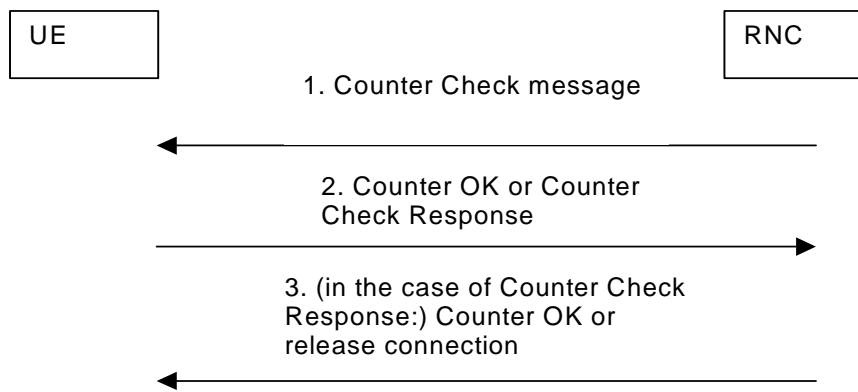 UE
RNC
1. Counter Check message
2. Counter OK or Counter
Check Response
3. (in the case of Counter Check
Response:) Counter OK or
release connection